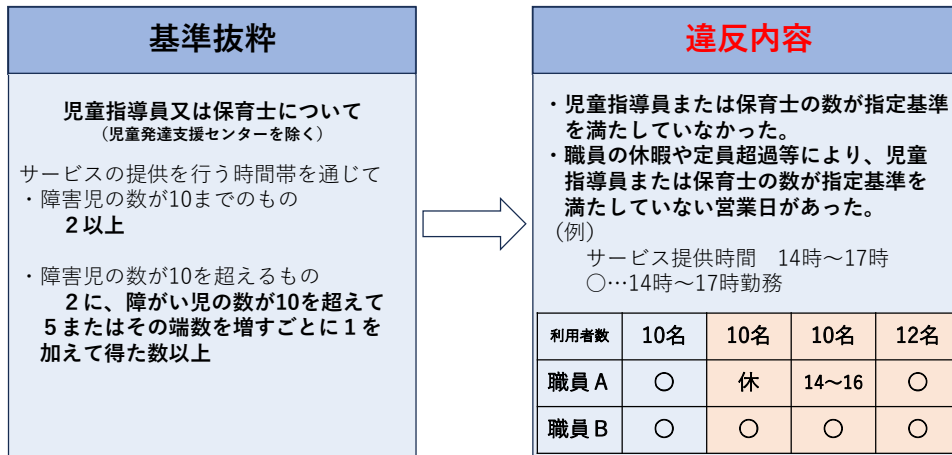 基準抜粋
児童指導員又は保育士について
（児童発達支援センターを除く）
サービスの提供を行う時間帯を通じて
・障害児の数が10までのもの
２以上
・障害児の数が10を超えるもの
２に、障がい児の数が10を超えて
５またはその端数を増すごとに１を
加えて得た数以上
違反内容
・児童指導員または保育士の数が指定基準
を満たしていなかった。
・職員の休暇や定員超過等により、児童
指導員または保育士の数が指定基準を
満たしていない営業日があった。
（例）
サービス提供時間　14時～17時
○…14時～17時勤務
利用者数 10名 10名 10名 12名
職員Ａ ○ 休 14～16 ○
職員Ｂ ○ ○ ○ ○